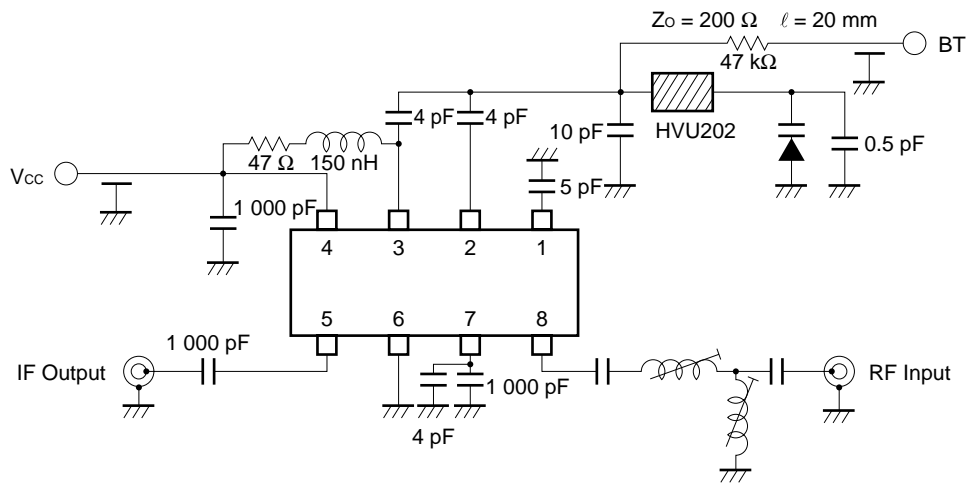 Zo = 200 Ω ℓ = 20 mm
47 kΩ
BT
4 pF
4 pF
10 pF
HVU202
0.5 pF
47 Ω
150 nH
VCC
5 pF
1 000 pF
4 3 2 1
5 6 7 8
1 000 pF
IF Output
1 000 pF
RF Input
4 pF